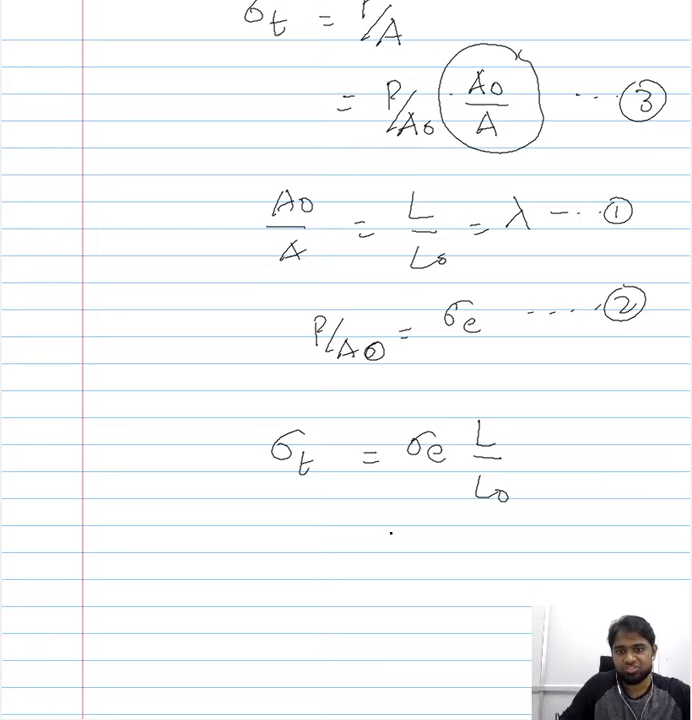 σt = P/A
= P/A0 · A0/A ... ③
A0/A = L/L0 = λ -... ①
P/A0 = σe .... ②
σt = σe L/L0